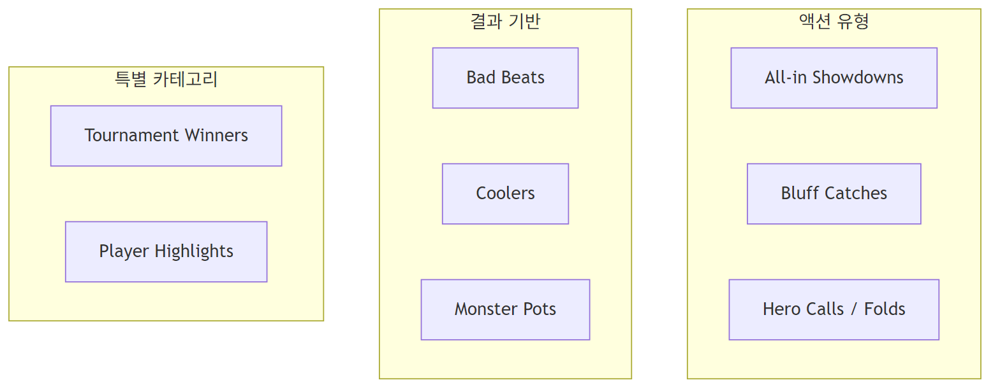 특별 카테고리
Tournament Winners
Player Highlights
결과 기반
Bad Beats
Coolers
Monster Pots
액션 유형
All-in Showdowns
Bluff Catches
Hero Calls / Folds